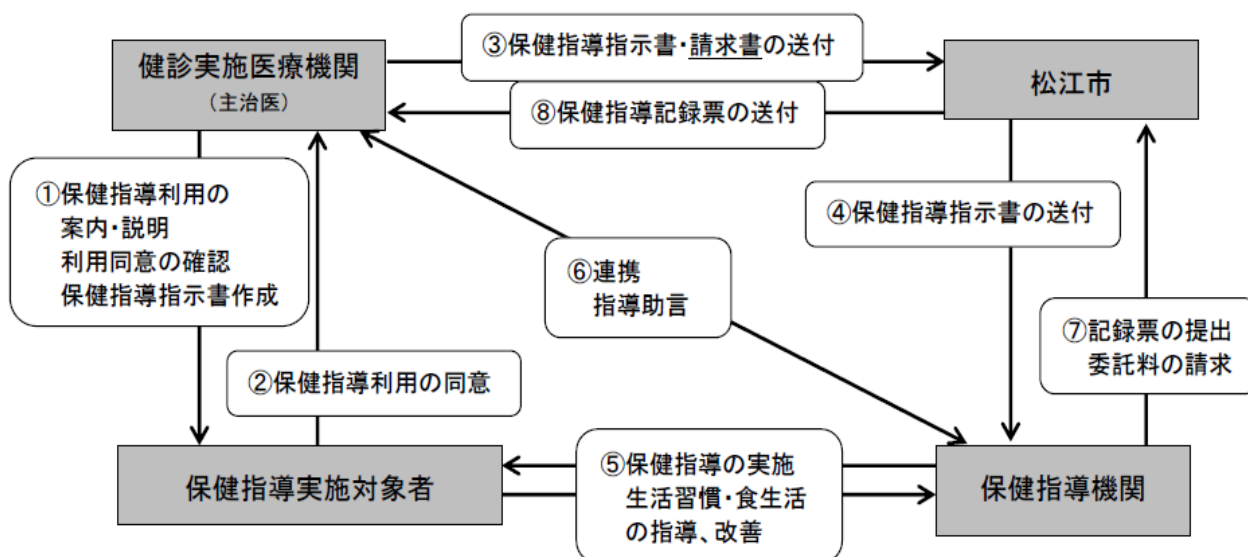 健診実施医療機関
（主治医）
③保健指導指示書・請求書の送付
松江市
⑧保健指導記録票の送付
①保健指導利用の
案内・説明
利用同意の確認
保健指導指示書作成
④保健指導指示書の送付
⑥連携
指導助言
⑦記録票の提出
委託料の請求
②保健指導利用の同意
保健指導実施対象者
⑤保健指導の実施
生活習慣・食生活
の指導、改善
保健指導機関